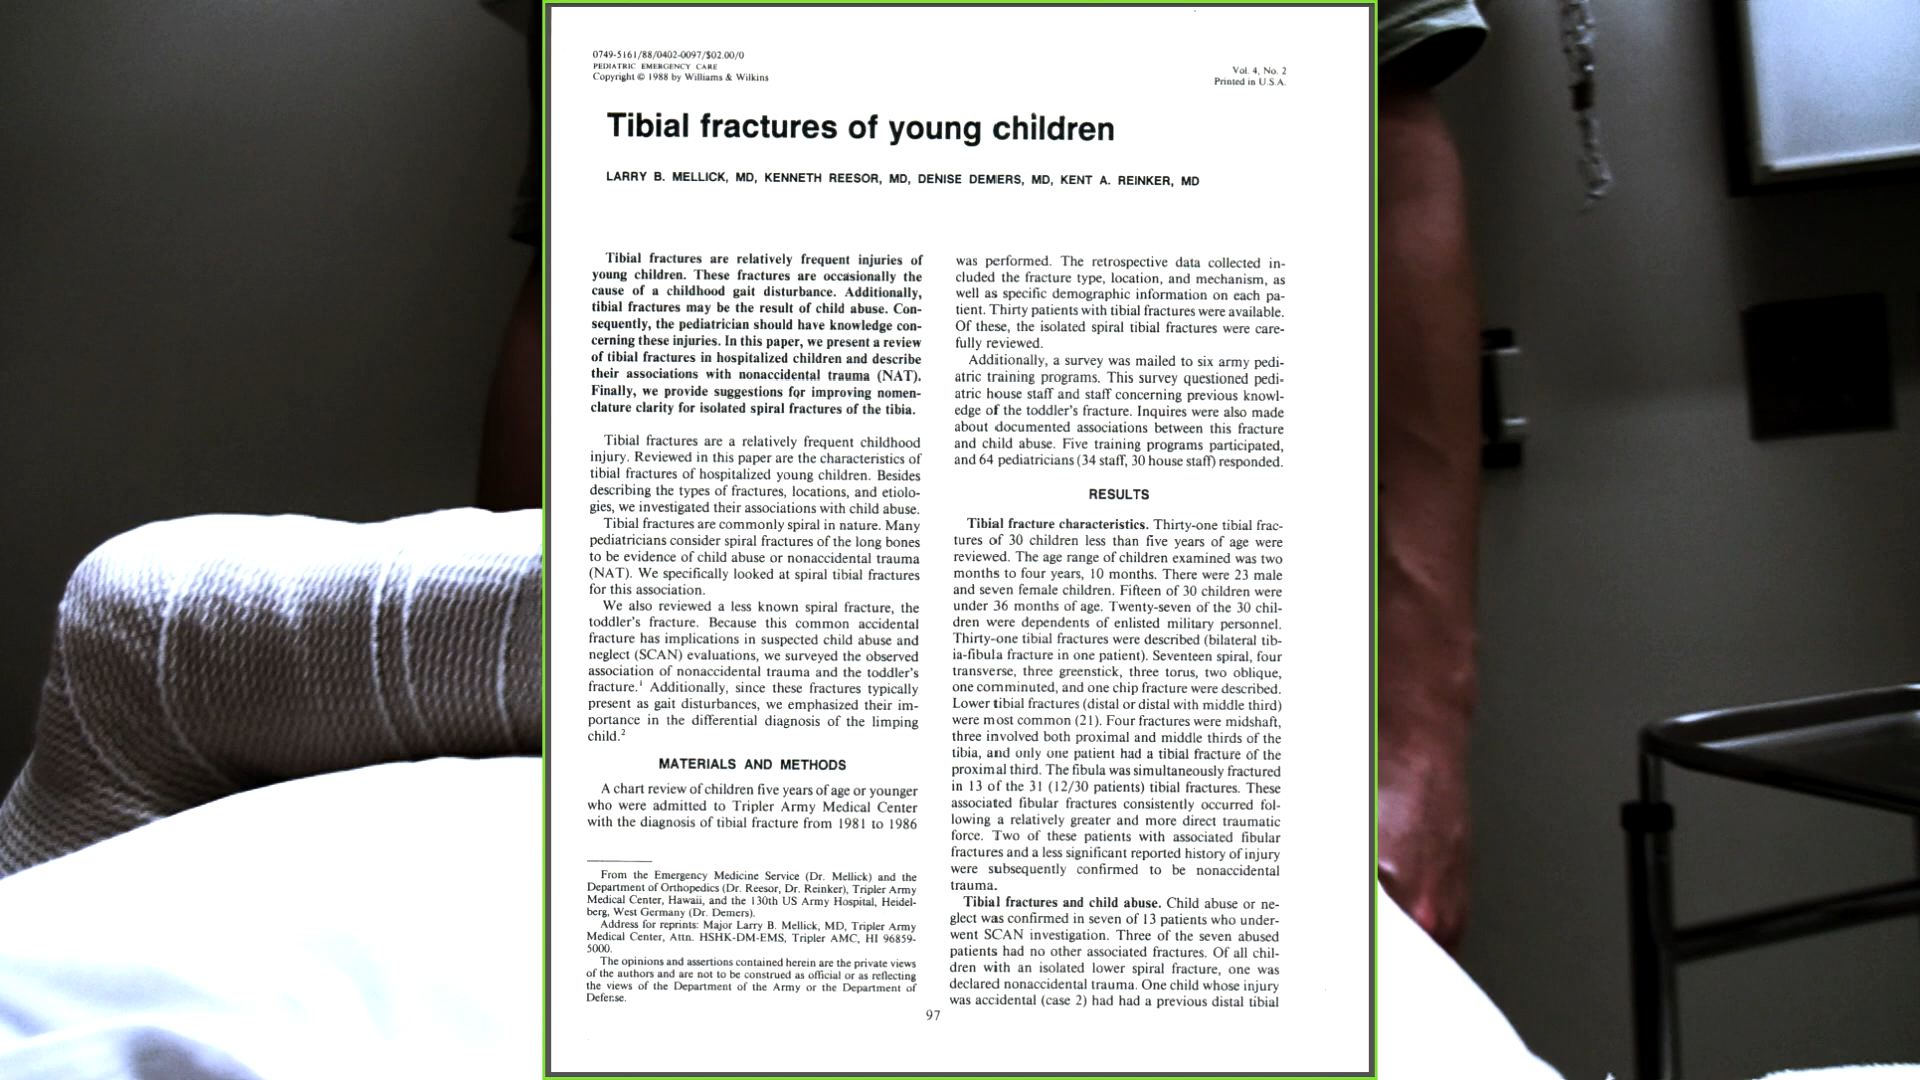 0749-5161/88/0402-0097/$02.00/0
PEDIATRIC EMERGENCY CARE
Copyright © 1988 by Williams & Wilkins
Vol. 4, No. 2
Printed in U.S.A.
Tibial fractures of young children
LARRY B. MELLICK, MD, KENNETH REESOR, MD, DENISE DEMERS, MD, KENT A. REINKER, MD
Tibial fractures are relatively frequent injuries of
young children. These fractures are occasionally the
cause of a childhood gait disturbance. Additionally,
tibial fractures may be the result of child abuse. Con-
sequently, the pediatrician should have knowledge con-
cerning these injuries. In this paper, we present a review
of tibial fractures in hospitalized children and describe
their associations with nonaccidental trauma (NAT).
Finally, we provide suggestions for improving nomen-
clature clarity for isolated spiral fractures of the tibia.
Tibial fractures are a relatively frequent childhood
injury. Reviewed in this paper are the characteristics of
tibial fractures of hospitalized young children. Besides
describing the types of fractures, locations, and etiolo-
gies, we investigated their associations with child abuse.
Tibial fractures are commonly spiral in nature. Many
pediatricians consider spiral fractures of the long bones
to be evidence of child abuse or nonaccidental trauma
(NAT). We specifically looked at spiral tibial fractures
for this association.
We also reviewed a less known spiral fracture, the
toddler's fracture. Because this common accidental
fracture has implications in suspected child abuse and
neglect (SCAN) evaluations, we surveyed the observed
association of nonaccidental trauma and the toddler's
fracture.¹ Additionally, since these fractures typically
present as gait disturbances, we emphasized their im-
portance in the differential diagnosis of the limping
child.²
MATERIALS AND METHODS
A chart review of children five years of age or younger
who were admitted to Tripler Army Medical Center
with the diagnosis of tibial fracture from 1981 to 1986
From the Emergency Medicine Service (Dr. Mellick) and the
Department of Orthopedics (Dr. Reesor, Dr. Reinker), Tripler Army
Medical Center, Hawaii, and the 130th US Army Hospital, Heidel-
berg, West Germany (Dr. Demers).
Address for reprints: Major Larry B. Mellick, MD, Tripler Army
Medical Center, Attn. HSHK-DM-EMS, Tripler AMC, HI 96859-
5000.
The opinions and assertions contained herein are the private views
of the authors and are not to be construed as official or as reflecting
the views of the Department of the Army or the Department of
Defense.
was performed. The retrospective data collected in-
cluded the fracture type, location, and mechanism, as
well as specific demographic information on each pa-
tient. Thirty patients with tibial fractures were available.
Of these, the isolated spiral tibial fractures were care-
fully reviewed.
Additionally, a survey was mailed to six army pedi-
atric training programs. This survey questioned pedi-
atric house staff and staff concerning previous knowl-
edge of the toddler's fracture. Inquires were also made
about documented associations between this fracture
and child abuse. Five training programs participated,
and 64 pediatricians (34 staff, 30 house staff) responded.
RESULTS
Tibial fracture characteristics. Thirty-one tibial frac-
tures of 30 children less than five years of age were
reviewed. The age range of children examined was two
months to four years, 10 months. There were 23 male
and seven female children. Fifteen of 30 children were
under 36 months of age. Twenty-seven of the 30 chil-
dren were dependents of enlisted military personnel.
Thirty-one tibial fractures were described (bilateral tib-
ia-fibula fracture in one patient). Seventeen spiral, four
transverse, three greenstick, three torus, two oblique,
one comminuted, and one chip fracture were described.
Lower tibial fractures (distal or distal with middle third)
were most common (21). Four fractures were midshaft,
three involved both proximal and middle thirds of the
tibia, and only one patient had a tibial fracture of the
proximal third. The fibula was simultaneously fractured
in 13 of the 31 (12/30 patients) tibial fractures. These
associated fibular fractures consistently occurred fol-
lowing a relatively greater and more direct traumatic
force. Two of these patients with associated fibular
fractures and a less significant reported history of injury
were subsequently confirmed to be nonaccidental
trauma.
Tibial fractures and child abuse. Child abuse or ne-
glect was confirmed in seven of 13 patients who under-
went SCAN investigation. Three of the seven abused
patients had no other associated fractures. Of all chil-
dren with an isolated lower spiral fracture, one was
declared nonaccidental trauma. One child whose injury
was accidental (case 2) had had a previous distal tibial
97